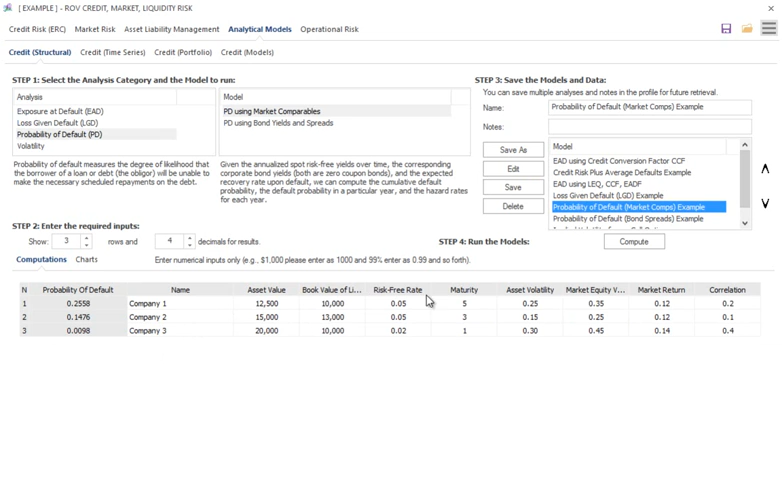 [ EXAMPLE ] - ROV CREDIT, MARKET, LIQUIDITY RISK
Credit Risk (ERC) Market Risk Asset Liability Management Analytical Models Operational Risk
Credit (Structural) Credit (Time Series) Credit (Portfolio) Credit (Models)
STEP 1: Select the Analysis Category and the Model to run:
Analysis
Exposure at Default (EAD)
Loss Given Default (LGD)
Probability of Default (PD)
Volatility
Model
PD using Market Comparables
PD using Bond Yields and Spreads
Probability of default measures the degree of likelihood that
the borrower of a loan or debt (the obligor) will be unable to
make the necessary scheduled repayments on the debt.
Given the annualized spot risk-free yields over time, the corresponding
corporate bond yields (both are zero coupon bonds), and the expected
recovery rate upon default, we can compute the cumulative default
probability, the default probability in a particular year, and the hazard rates
for each year.
STEP 3: Save the Models and Data:
You can save multiple analyses and notes in the profile for future retrieval.
Name: Probability of Default (Market Comps) Example
Notes:
Save As
Edit
Save
Delete
Model
EAD using Credit Conversion Factor CCF
Credit Risk Plus Average Defaults Example
EAD using LEQ, CCF, EADF
Loss Given Default (LGD) Example
Probability of Default (Market Comps) Example
Probability of Default (Bond Spreads) Example
STEP 2: Enter the required inputs:
Show: 3 rows and 4 decimals for results.
STEP 4: Run the Models: Compute
Computations Charts Enter numerical inputs only (e.g., $1,000 please enter as 1000 and 99% enter as 0.99 and so forth).
N Probability Of Default Name Asset Value Book Value of Li... Risk-Free Rate Maturity Asset Volatility Market Equity V... Market Return Correlation
1 0.2558 Company 1 12,500 10,000 0.05 5 0.25 0.35 0.12 0.2
2 0.1476 Company 2 15,000 13,000 0.05 3 0.15 0.25 0.12 0.1
3 0.0098 Company 3 20,000 10,000 0.02 1 0.30 0.45 0.14 0.4